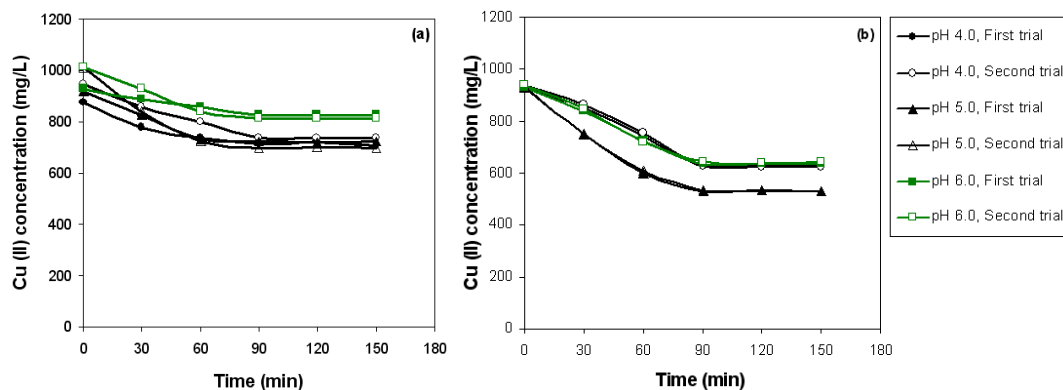 (a)
1200
1000
800
600
400
200
0
0 30 60 90 120 150 180
Time (min)
Cu (II) concentration (mg/L)
(b)
1200
1000
800
600
400
200
0
0 30 60 90 120 150 180
Time (min)
Cu (II) concentration (mg/L)
pH 4.0, First trial
pH 4.0, Second trial
pH 5.0, First trial
pH 5.0, Second trial
pH 6.0, First trial
pH 6.0, Second trial